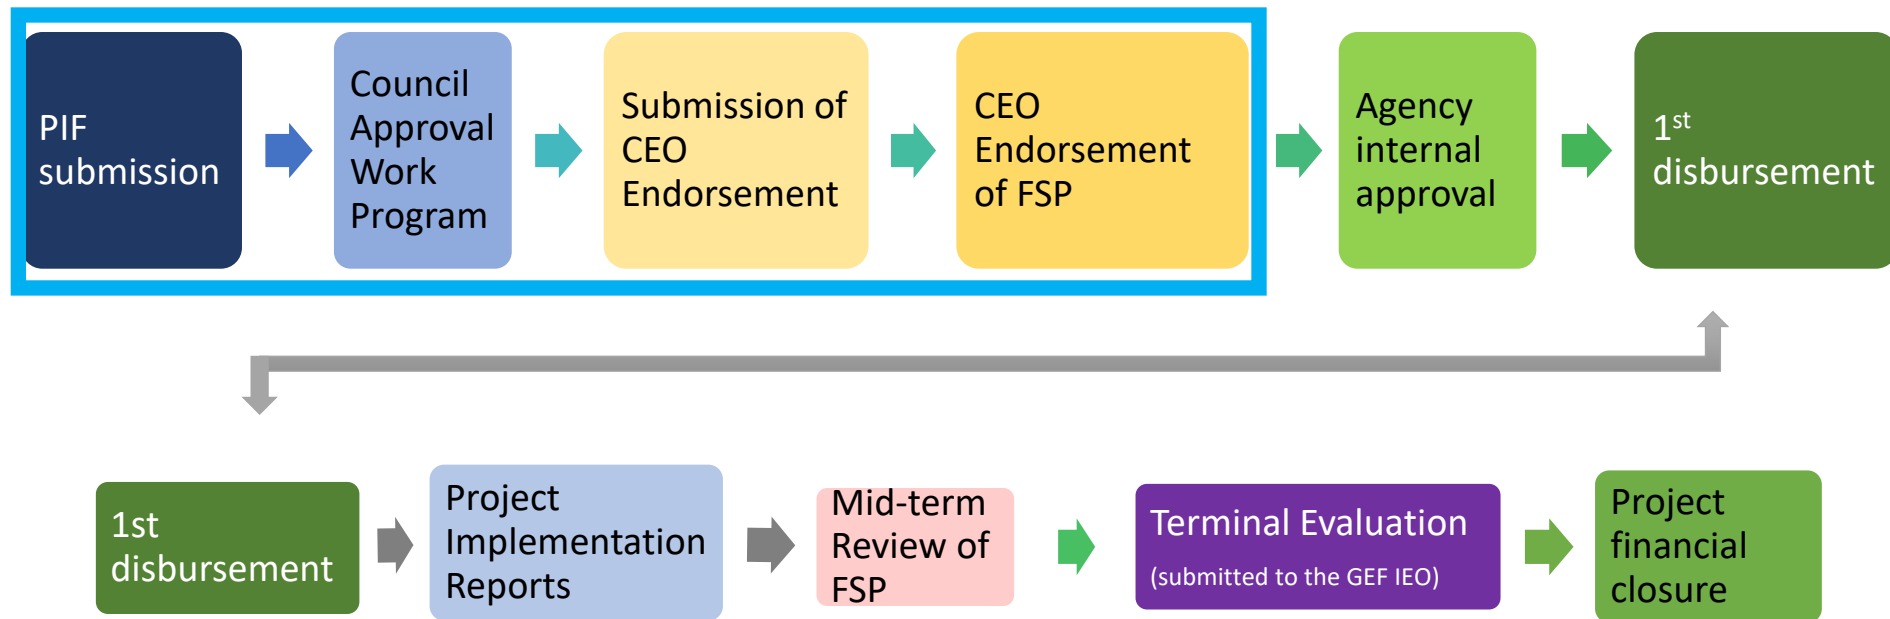 PIF
submission
Council
Approval
Work
Program
Submission of
CEO
Endorsement
CEO
Endorsement
of FSP
Agency
internal
approval
1st
disbursement
1st
disbursement
Project
Implementation
Reports
Mid-term
Review of
FSP
Terminal Evaluation
(submitted to the GEF IEO)
Project
financial
closure